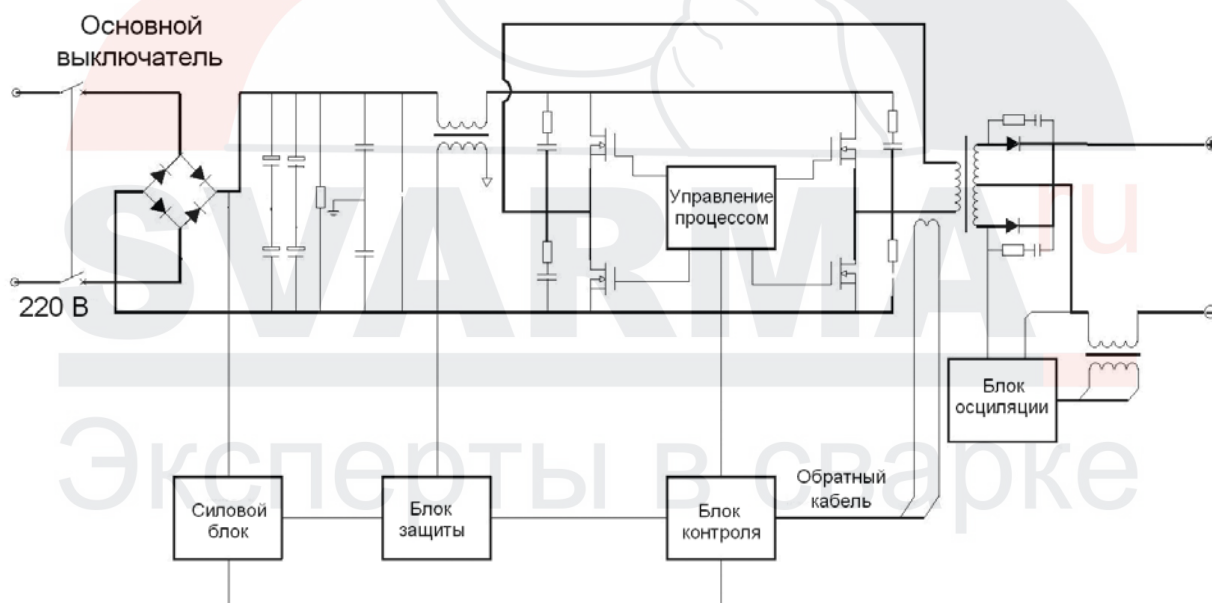 Основной
выключатель
220 В
Управление
процессом
Блок
осциляции
Силовой
блок
Блок
защиты
Блок
контроля
Обратный
кабель
SVARMA
.ru
Эксперты в сварке